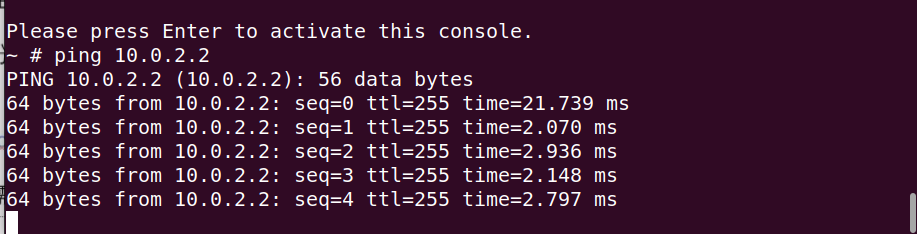 Please press Enter to activate this console.
~ # ping 10.0.2.2
PING 10.0.2.2 (10.0.2.2): 56 data bytes
64 bytes from 10.0.2.2: seq=0 ttl=255 time=21.739 ms
64 bytes from 10.0.2.2: seq=1 ttl=255 time=2.070 ms
64 bytes from 10.0.2.2: seq=2 ttl=255 time=2.936 ms
64 bytes from 10.0.2.2: seq=3 ttl=255 time=2.148 ms
64 bytes from 10.0.2.2: seq=4 ttl=255 time=2.797 ms